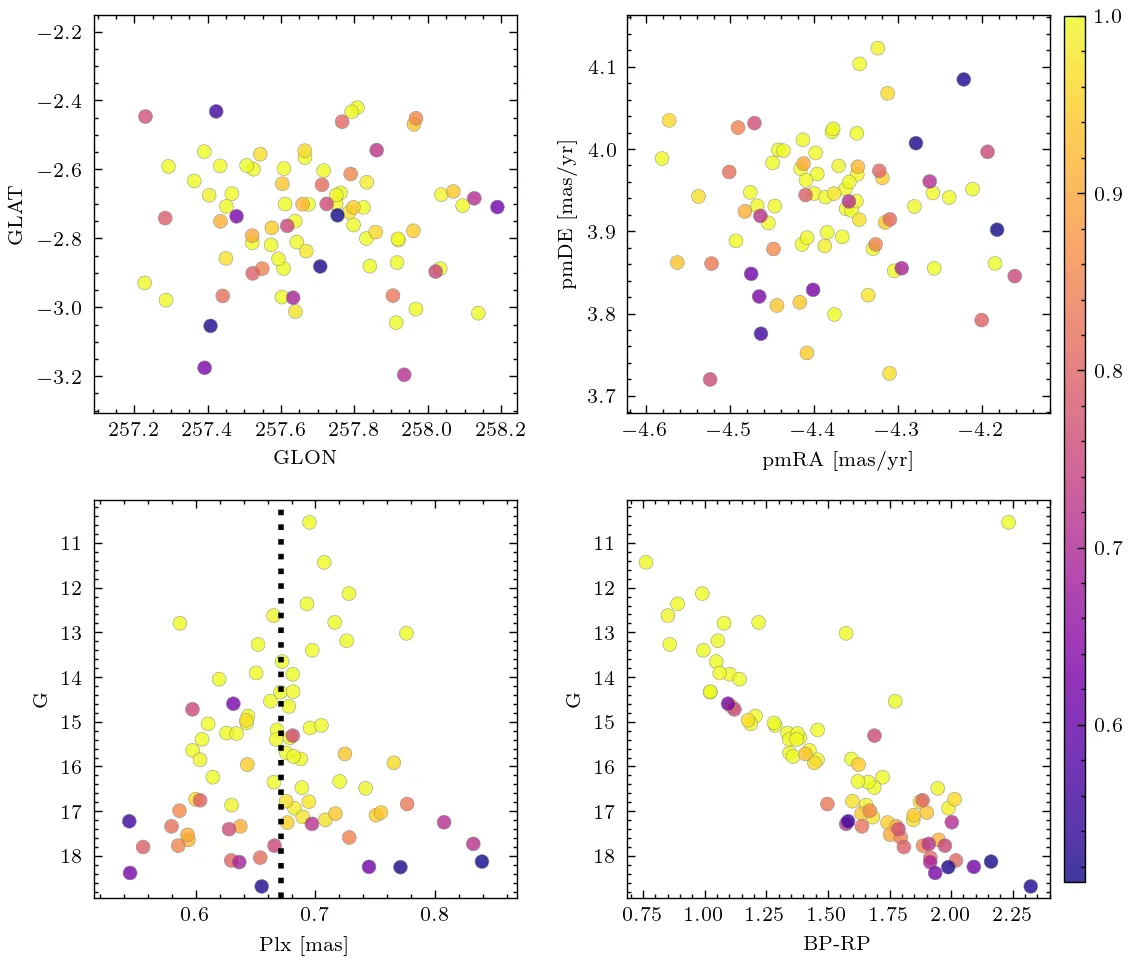 −2.2
−2.4
−2.6
−2.8
−3.0
−3.2
GLAT
257.2 257.4 257.6 257.8 258.0 258.2
GLON
4.1
4.0
3.9
3.8
3.7
pmDE [mas/yr]
−4.6 −4.5 −4.4 −4.3 −4.2
pmRA [mas/yr]
1.0
0.9
0.8
0.7
0.6
11
12
13
14
15
16
17
18
G
0.6 0.7 0.8
Plx [mas]
11
12
13
14
15
16
17
18
G
0.75 1.00 1.25 1.50 1.75 2.00 2.25
BP-RP